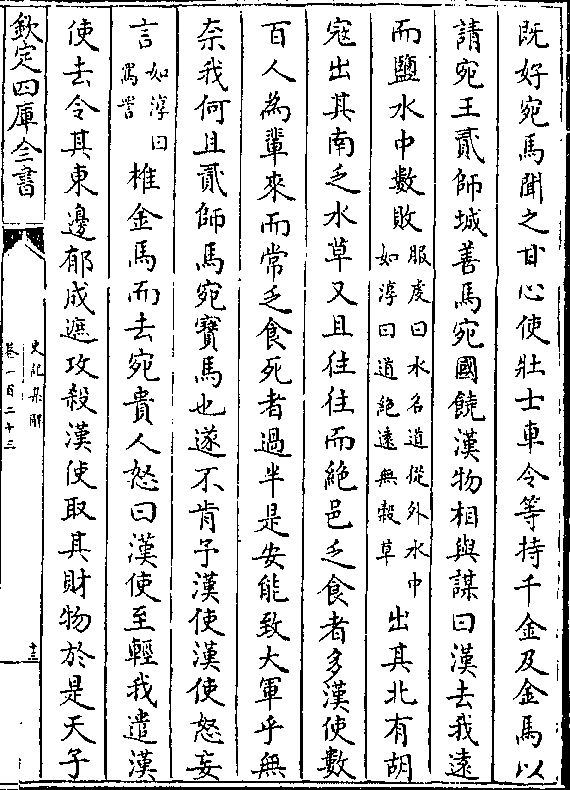 既好宛馬聞之甘心使壯士車令等持千金及金馬以
請宛王貳師城善馬宛國饒漢物相與謀曰漢去我遠
而鹽水中數敗服䖍曰水名道從外水中如淳曰道絶遠無榖草出其北有胡
宼出其南乏水草又且往往而絶邑乏食者多漢使數
百人為輩來而常乏食死者過半是安能致大軍乎無
奈我何且貳師馬宛寳馬也遂不肯予漢使漢使怒妄
言如淳曰罵詈椎金馬而去宛貴人怒曰漢使至輕我遣漢
使去令其東邊郁成遮攻殺漢使取其財物於是天子
欽定四庫全書
史記集解
卷一百二十三
十三